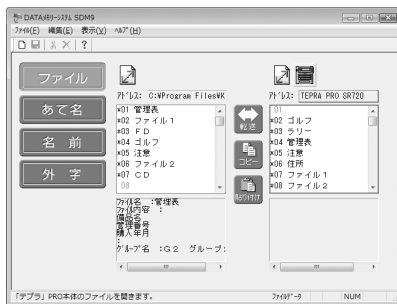 DATAﾒﾓﾘｰｼｽﾃﾑ SDM9
ﾌｧｲﾙ(F) 編集(E) 表示(V) ﾍﾙﾌﾟ(H)
ファイル
あて名
名 前
外 字
ｱﾄﾞﾚｽ: C:¥Program Files¥K
*01 管理表
*02 ファイル1
*03 FD
*04 ゴルフ
*05 注意
*06 ファイル2
*07 CD
08
転送
コピー
貼り付け
ｱﾄﾞﾚｽ: TEPRA PRO SR720
01
*02 ゴルフ
*03 ラリー
*04 管理表
*05 注意
*06 住所
*07 ファイル1
*08 ファイル2
ﾌｧｲﾙ名 :管理表
ﾌｧｲﾙ内容 :
備品名
管理番号
購入年月
:
ｸﾞﾙｰﾌﾟ名 :G2 グループ:
「テプラ」PRO本体のファイルを開きます。
ﾌｧｲﾙﾃﾞｰﾀ
NUM